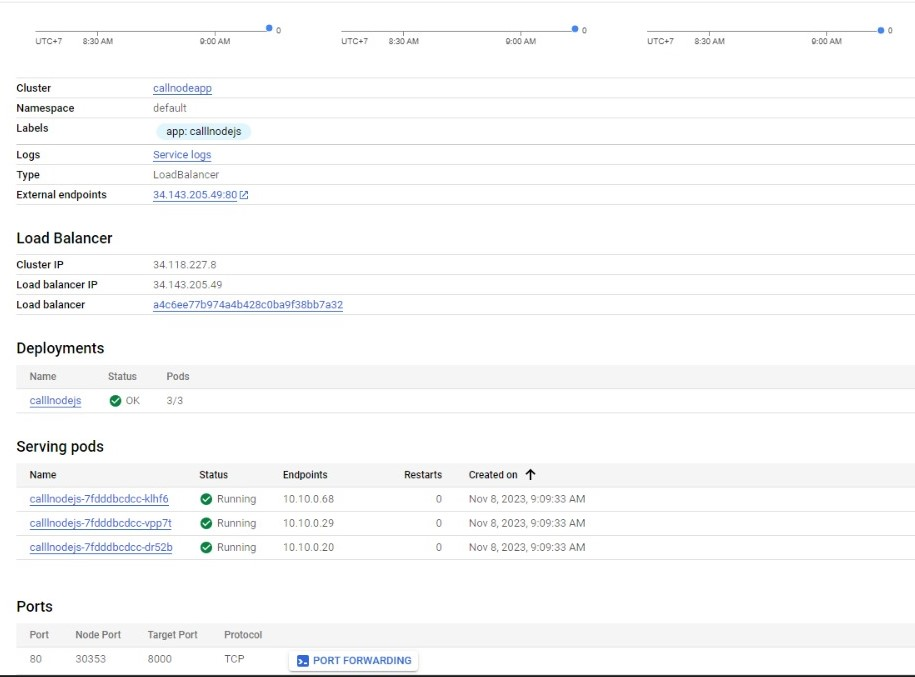 0 0 0
UTC+7 8:30 AM 9:00 AM UTC+7 8:30 AM 9:00 AM UTC+7 8:30 AM 9:00 AM
Cluster callnodeapp
Namespace default
Labels app: calllnodejs
Logs Service logs
Type LoadBalancer
External endpoints 34.143.205.49:80
Load Balancer
Cluster IP 34.118.227.8
Load balancer IP 34.143.205.49
Load balancer a4c6ee77b974a4b428c0ba9f38bb7a32
Deployments
Name Status Pods
calllnodejs OK 3/3
Serving pods
Name Status Endpoints Restarts Created on
calllnodejs-7fdddbcdcc-klhf6 Running 10.10.0.68 0 Nov 8, 2023, 9:09:33 AM
calllnodejs-7fdddbcdcc-vpp7t Running 10.10.0.29 0 Nov 8, 2023, 9:09:33 AM
calllnodejs-7fdddbcdcc-dr52b Running 10.10.0.20 0 Nov 8, 2023, 9:09:33 AM
Ports
Port Node Port Target Port Protocol
80 30353 8000 TCP PORT FORWARDING